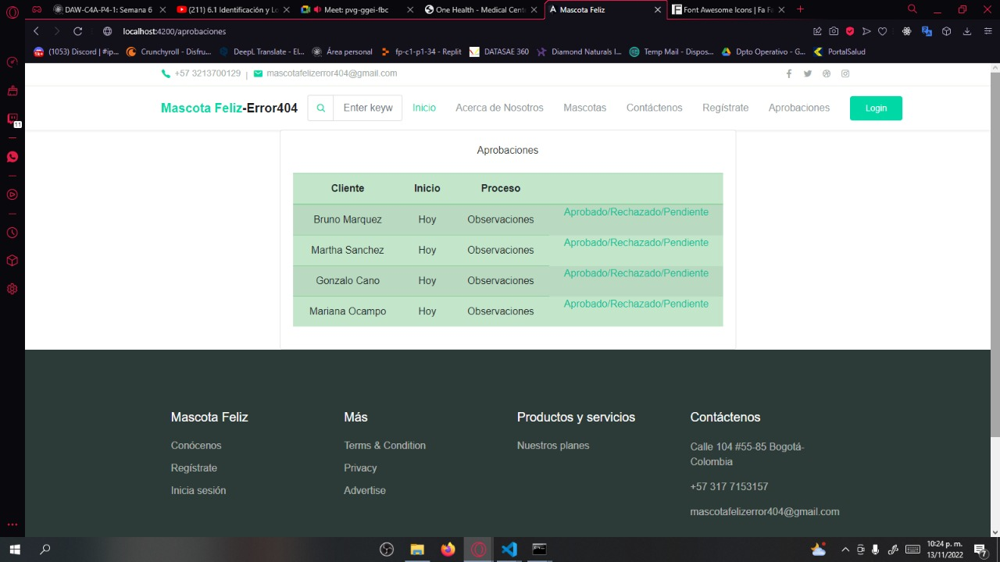 DAW-C4A-P4-1: Semana 6
(211) 6.1 Identificación y Lo
Meet: pvg-ggei-fbc
One Health - Medical Cente
Mascota Feliz
Font Awesome Icons | Fa Fa
localhost:4200/aprobaciones
(1053) Discord | #ip...
Crunchyroll - Disfru...
DeepL Translate - El...
Área personal
fp-c1-p1-34 - Replit
DATASAE 360
Diamond Naturals I...
Temp Mail - Dispos...
Dpto Operativo - G...
PortalSalud
+57 3213700129 | mascotafelizerror404@gmail.com
Mascota Feliz-Error404
Enter keyw
Inicio
Acerca de Nosotros
Mascotas
Contáctenos
Regístrate
Aprobaciones
Login
11
Aprobaciones
Cliente Inicio Proceso
Bruno Marquez Hoy Observaciones Aprobado/Rechazado/Pendiente
Martha Sanchez Hoy Observaciones Aprobado/Rechazado/Pendiente
Gonzalo Cano Hoy Observaciones Aprobado/Rechazado/Pendiente
Mariana Ocampo Hoy Observaciones Aprobado/Rechazado/Pendiente
Mascota Feliz
Conócenos
Regístrate
Inicia sesión
Más
Terms & Condition
Privacy
Advertise
Productos y servicios
Nuestros planes
Contáctenos
Calle 104 #55-85 Bogotá-
Colombia
+57 317 7153157
mascotafelizerror404@gmail.com
10:24 p. m.
13/11/2022